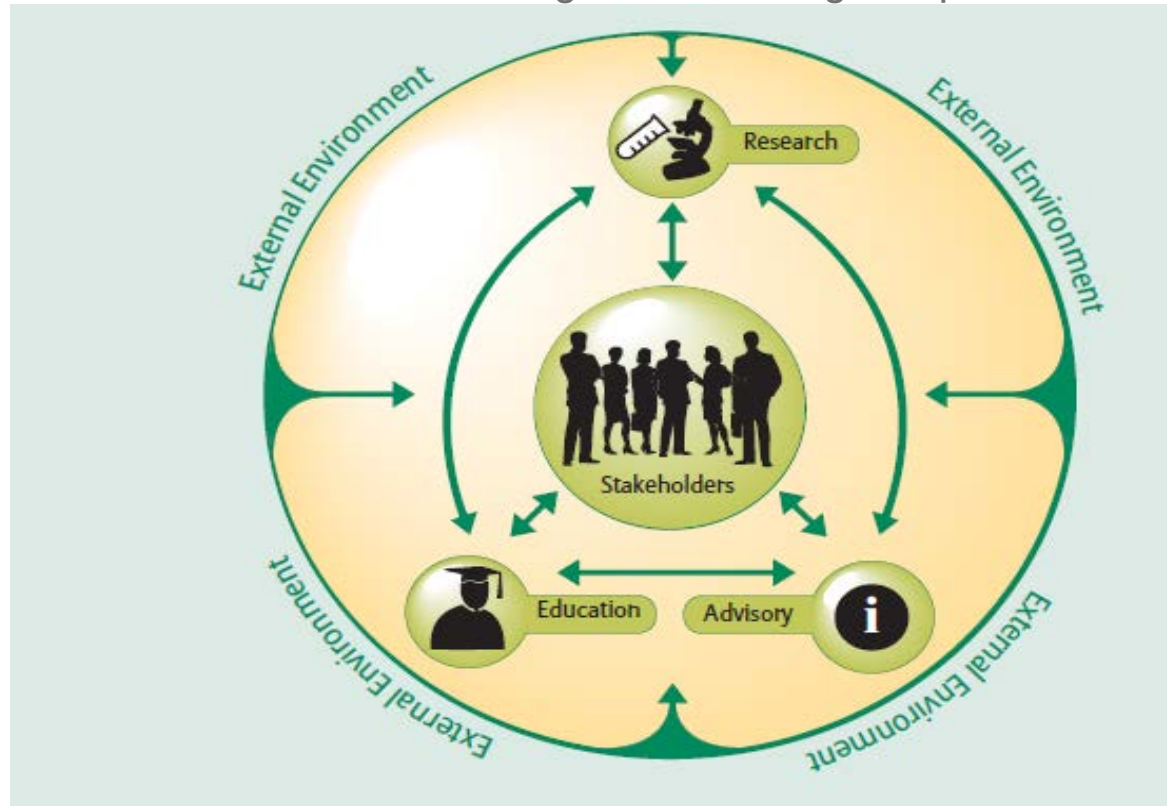 External Environment
External Environment
Research
Stakeholders
Education
Advisory
i
External Environment
External Environment